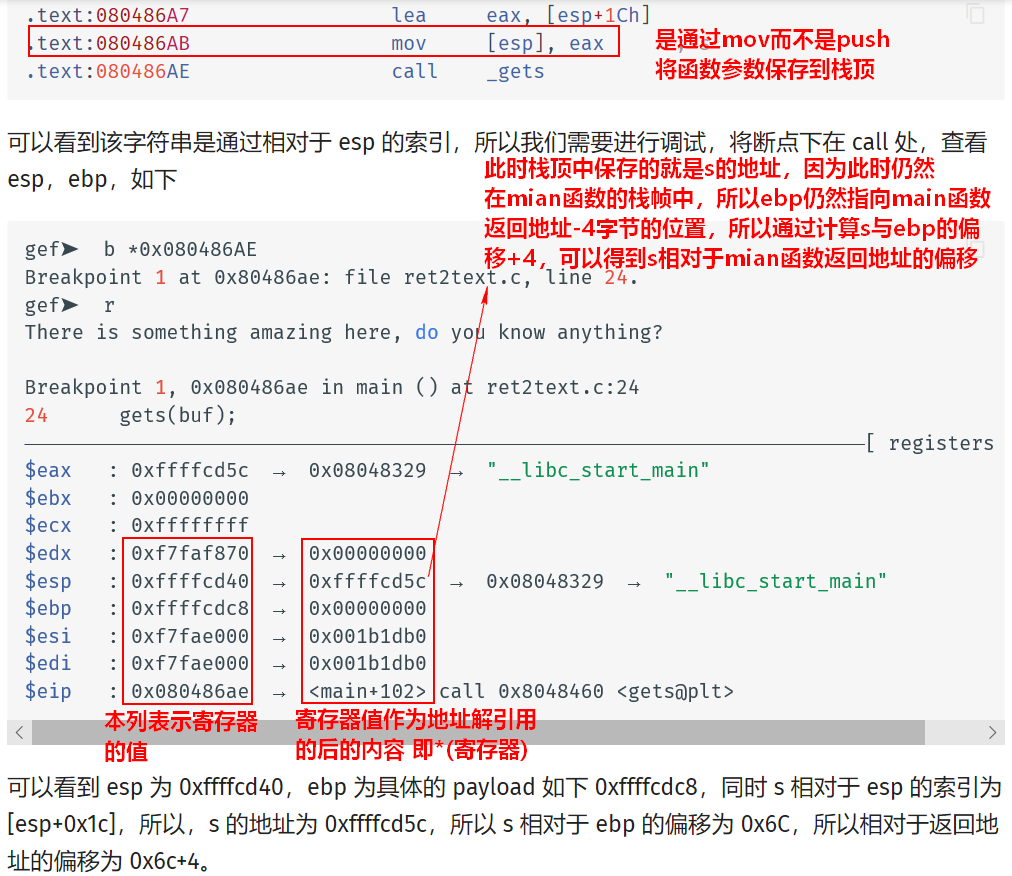 .text:080486A7 lea eax, [esp+1Ch]
.text:080486AB mov [esp], eax
是通过mov而不是push
将函数参数保存到栈顶
.text:080486AE call _gets
可以看到该字符串是通过相对于 esp 的索引，所以我们需要进行调试，将断点下在 call 处，查看
esp，ebp，如下
此时栈顶中保存的就是s的地址，因为此时仍然
在mian函数的栈帧中，所以ebp仍然指向main函数
返回地址-4字节的位置，所以通过计算s与ebp的偏
移+4，可以得到s相对于mian函数返回地址的偏移
gef➤ b *0x080486AE
Breakpoint 1 at 0x80486ae: file ret2text.c, line 24.
gef➤ r
There is something amazing here, do you know anything?
Breakpoint 1, 0x080486ae in main () at ret2text.c:24
24 gets(buf);
[ registers
$eax : 0xffffcd5c → 0x08048329 → "__libc_start_main"
$ebx : 0x00000000
$ecx : 0xffffffff
$edx : 0xf7faf870 → 0x00000000
$esp : 0xffffcd40 → 0xffffcd5c → 0x08048329 → "__libc_start_main"
$ebp : 0xffffcdc8 → 0x00000000
$esi : 0xf7fae000 → 0x001b1db0
$edi : 0xf7fae000 → 0x001b1db0
$eip : 0x080486ae → <main+102> call 0x8048460 <gets@plt>
本列表示寄存器
的值
寄存器值作为地址解引用
的后的内容 即*(寄存器)
可以看到 esp 为 0xffffcd40，ebp 为具体的 payload 如下 0xffffcdc8，同时 s 相对于 esp 的索引为
[esp+0x1c]，所以，s 的地址为 0xffffcd5c，所以 s 相对于 ebp 的偏移为 0x6C，所以相对于返回地
址的偏移为 0x6c+4。